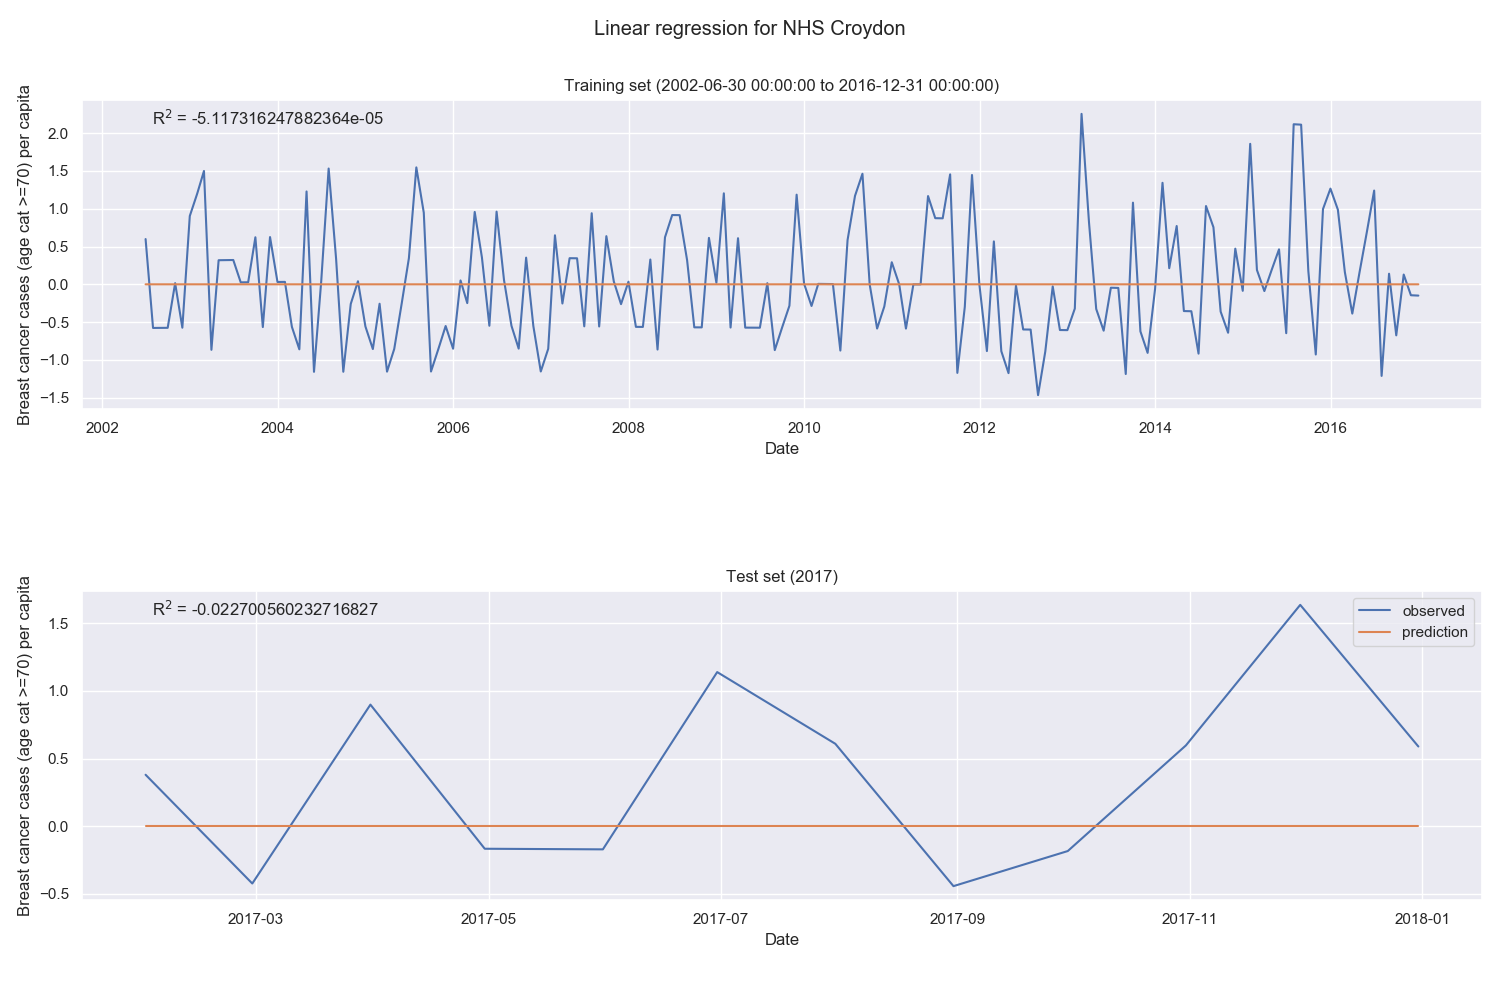 Linear regression for NHS Croydon
Training set (2002-06-30 00:00:00 to 2016-12-31 00:00:00)
R² = -5.117316247882364e-05
Breast cancer cases (age cat >=70) per capita
2.0
1.5
1.0
0.5
0.0
−0.5
−1.0
−1.5
2002 2004 2006 2008 2010 2012 2014 2016
Date
Test set (2017)
R² = -0.022700560232716827
observed
prediction
Breast cancer cases (age cat >=70) per capita
1.5
1.0
0.5
0.0
−0.5
2017-03 2017-05 2017-07 2017-09 2017-11 2018-01
Date